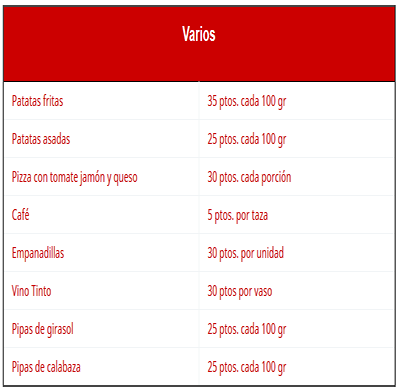 Varios
Patatas fritas 35 ptos. cada 100 gr
Patatas asadas 25 ptos. cada 100 gr
Pizza con tomate jamón y queso 30 ptos. cada porción
Café 5 ptos. por taza
Empanadillas 30 ptos. por unidad
Vino Tinto 30 ptos por vaso
Pipas de girasol 25 ptos. cada 100 gr
Pipas de calabaza 25 ptos. cada 100 gr